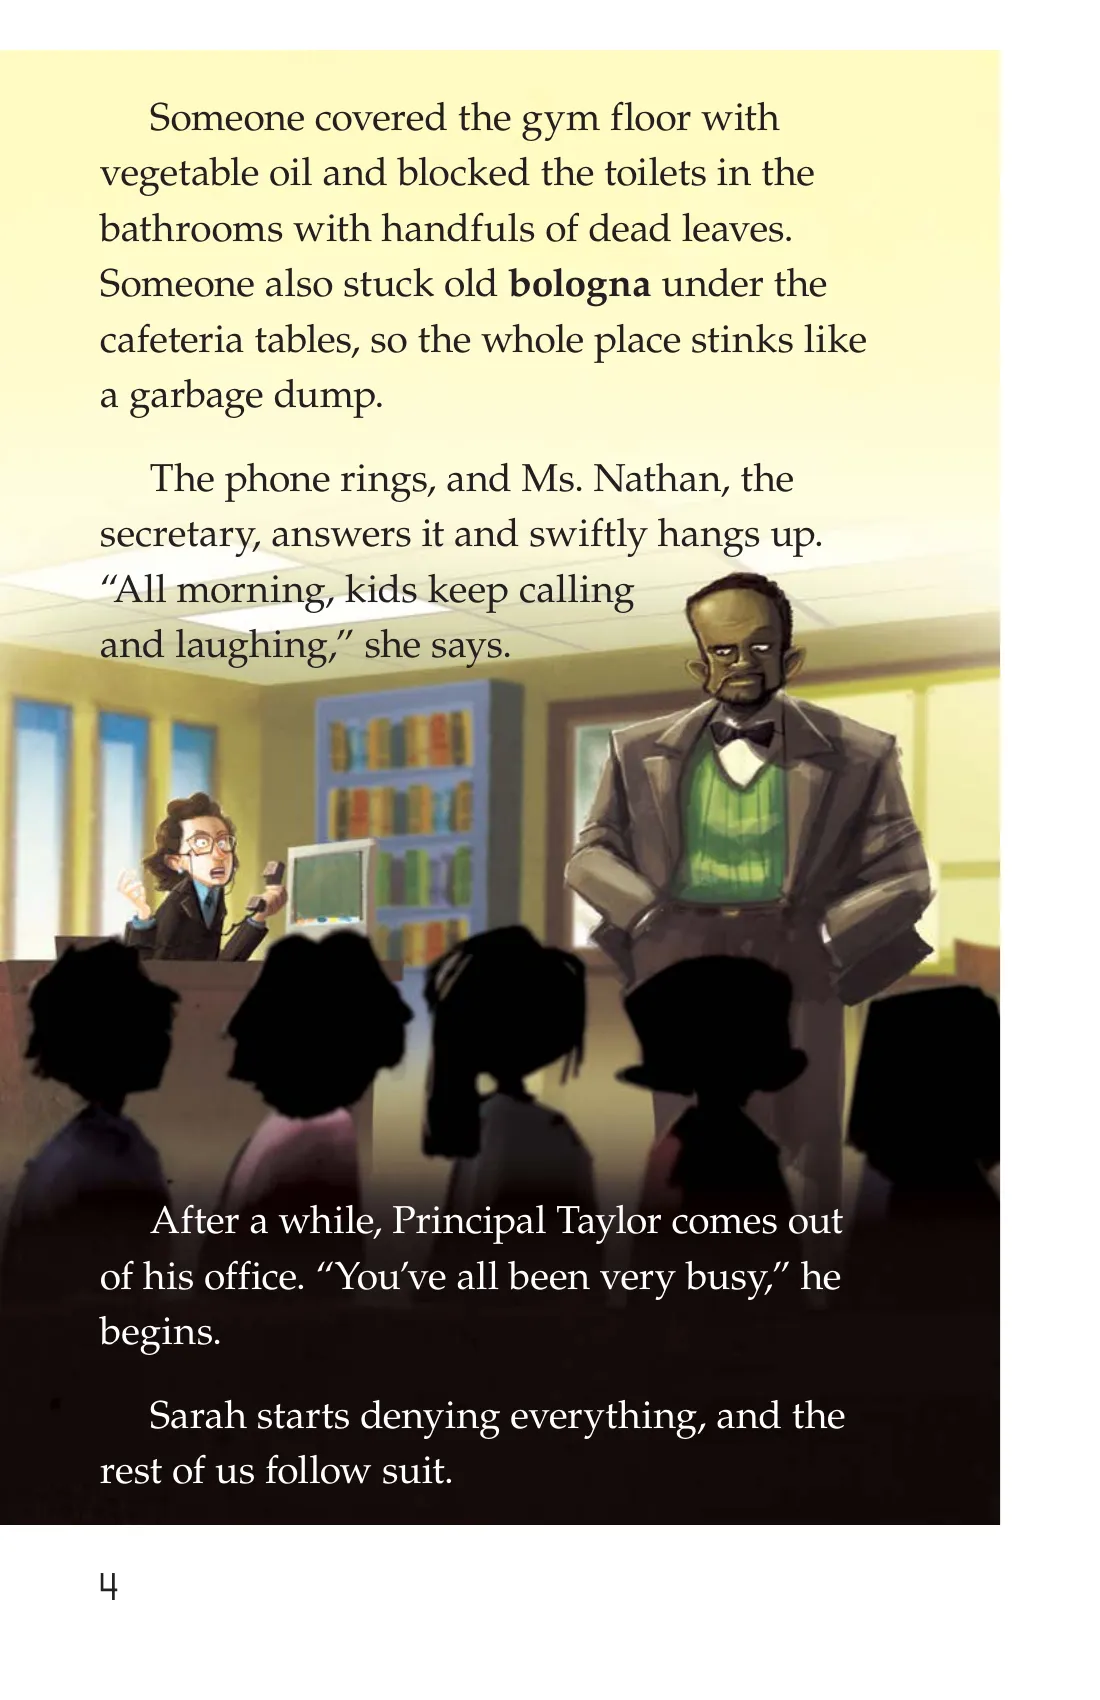 Someone covered the gym floor with
vegetable oil and blocked the toilets in the
bathrooms with handfuls of dead leaves.
Someone also stuck old bologna under the
cafeteria tables, so the whole place stinks like
a garbage dump.
The phone rings, and Ms. Nathan, the
secretary, answers it and swiftly hangs up.
“All morning, kids keep calling
and laughing,” she says.
After a while, Principal Taylor comes out
of his office. “You’ve all been very busy,” he
begins.
Sarah starts denying everything, and the
rest of us follow suit.
4